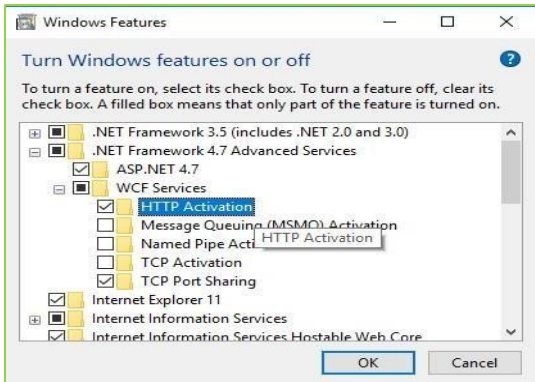 Windows Features
Turn Windows features on or off
To turn a feature on, select its check box. To turn a feature off, clear its
check box. A filled box means that only part of the feature is turned on.
.NET Framework 3.5 (includes .NET 2.0 and 3.0)
.NET Framework 4.7 Advanced Services
ASP.NET 4.7
WCF Services
HTTP Activation
Message Queuing (MSMQ) Activation
Named Pipe Acti
HTTP Activation
TCP Activation
TCP Port Sharing
Internet Explorer 11
Internet Information Services
Internet Information Services Hostable Web Core
OK
Cancel